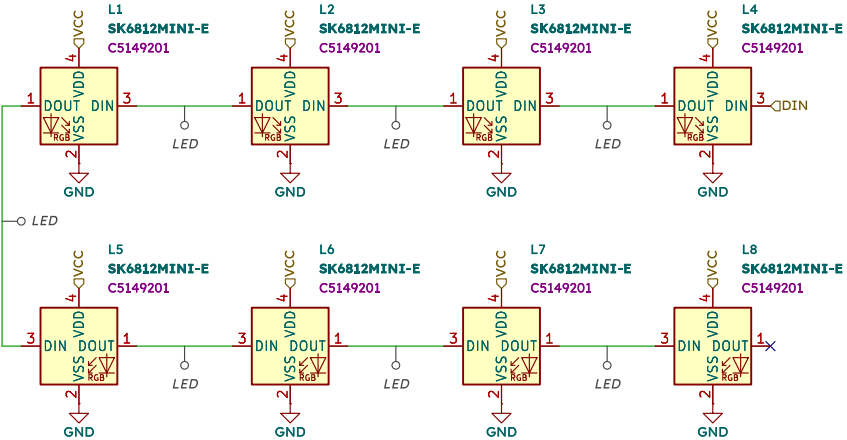 VCC
L1
SK6812MINI-E
C5149201
4
VDD
1
DOUT
DIN
3
RGB
VSS
2
GND
LED
VCC
L2
SK6812MINI-E
C5149201
4
VDD
1
DOUT
DIN
3
RGB
VSS
2
GND
LED
VCC
L3
SK6812MINI-E
C5149201
4
VDD
1
DOUT
DIN
3
RGB
VSS
2
GND
LED
VCC
L4
SK6812MINI-E
C5149201
4
VDD
1
DOUT
DIN
3
DIN
RGB
VSS
2
GND
LED
VCC
L5
SK6812MINI-E
C5149201
4
VDD
3
DIN
DOUT
1
VSS
RGB
2
GND
LED
VCC
L6
SK6812MINI-E
C5149201
4
VDD
3
DIN
DOUT
1
VSS
RGB
2
GND
LED
VCC
L7
SK6812MINI-E
C5149201
4
VDD
3
DIN
DOUT
1
VSS
RGB
2
GND
LED
VCC
L8
SK6812MINI-E
C5149201
4
VDD
3
DIN
DOUT
1
VSS
RGB
2
GND